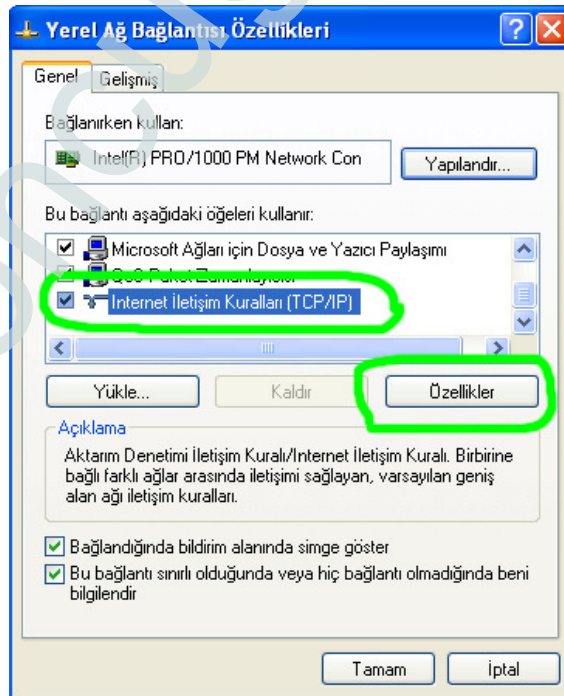 Yerel Ağ Bağlantısı Özellikleri
Genel Gelişmiş
Bağlanırken kullan:
Intel(R) PRO/1000 PM Network Con Yapılandır...
Bu bağlantı aşağıdaki öğeleri kullanır:
Microsoft Ağları için Dosya ve Yazıcı Paylaşımı
QoS Paket Zamanlayıcısı
Internet İletişim Kuralları (TCP/IP)
Yükle... Kaldır Özellikler
Açıklama
Aktarım Denetimi İletişim Kuralı/Internet İletişim Kuralı. Birbirine
bağlı farklı ağlar arasında iletişimi sağlayan, varsayılan geniş
alan ağı iletişim kuralları.
Bağlandığında bildirim alanında simge göster
Bu bağlantı sınırlı olduğunda veya hiç bağlantı olmadığında beni
bilgilendir
Tamam İptal